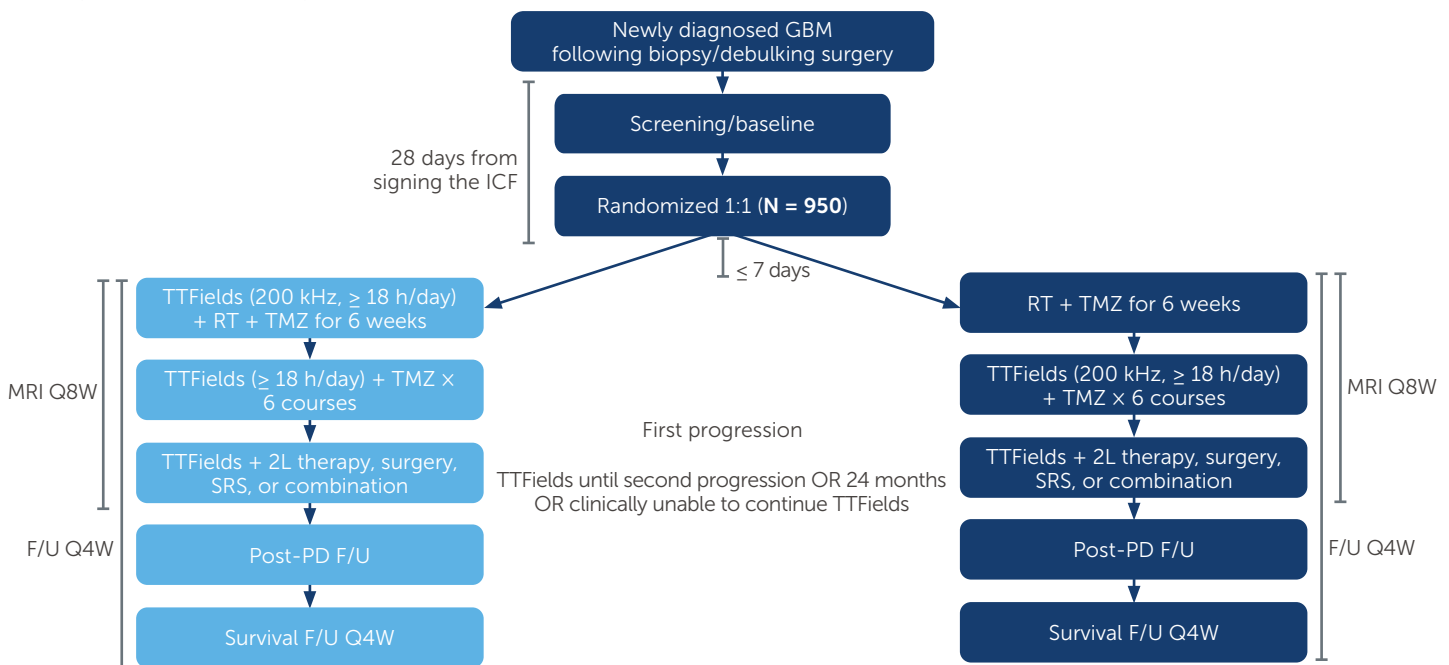 Newly diagnosed GBM
following biopsy/debulking surgery
Screening/baseline
28 days from
signing the ICF
Randomized 1:1 (N = 950)
≤ 7 days
TTFields (200 kHz, ≥ 18 h/day)
+ RT + TMZ for 6 weeks
TTFields (≥ 18 h/day) + TMZ ×
6 courses
TTFields + 2L therapy, surgery,
SRS, or combination
Post-PD F/U
Survival F/U Q4W
MRI Q8W
F/U Q4W
First progression
TTFields until second progression OR 24 months
OR clinically unable to continue TTFields
RT + TMZ for 6 weeks
TTFields (200 kHz, ≥ 18 h/day)
+ TMZ × 6 courses
TTFields + 2L therapy, surgery,
SRS, or combination
Post-PD F/U
Survival F/U Q4W
MRI Q8W
F/U Q4W